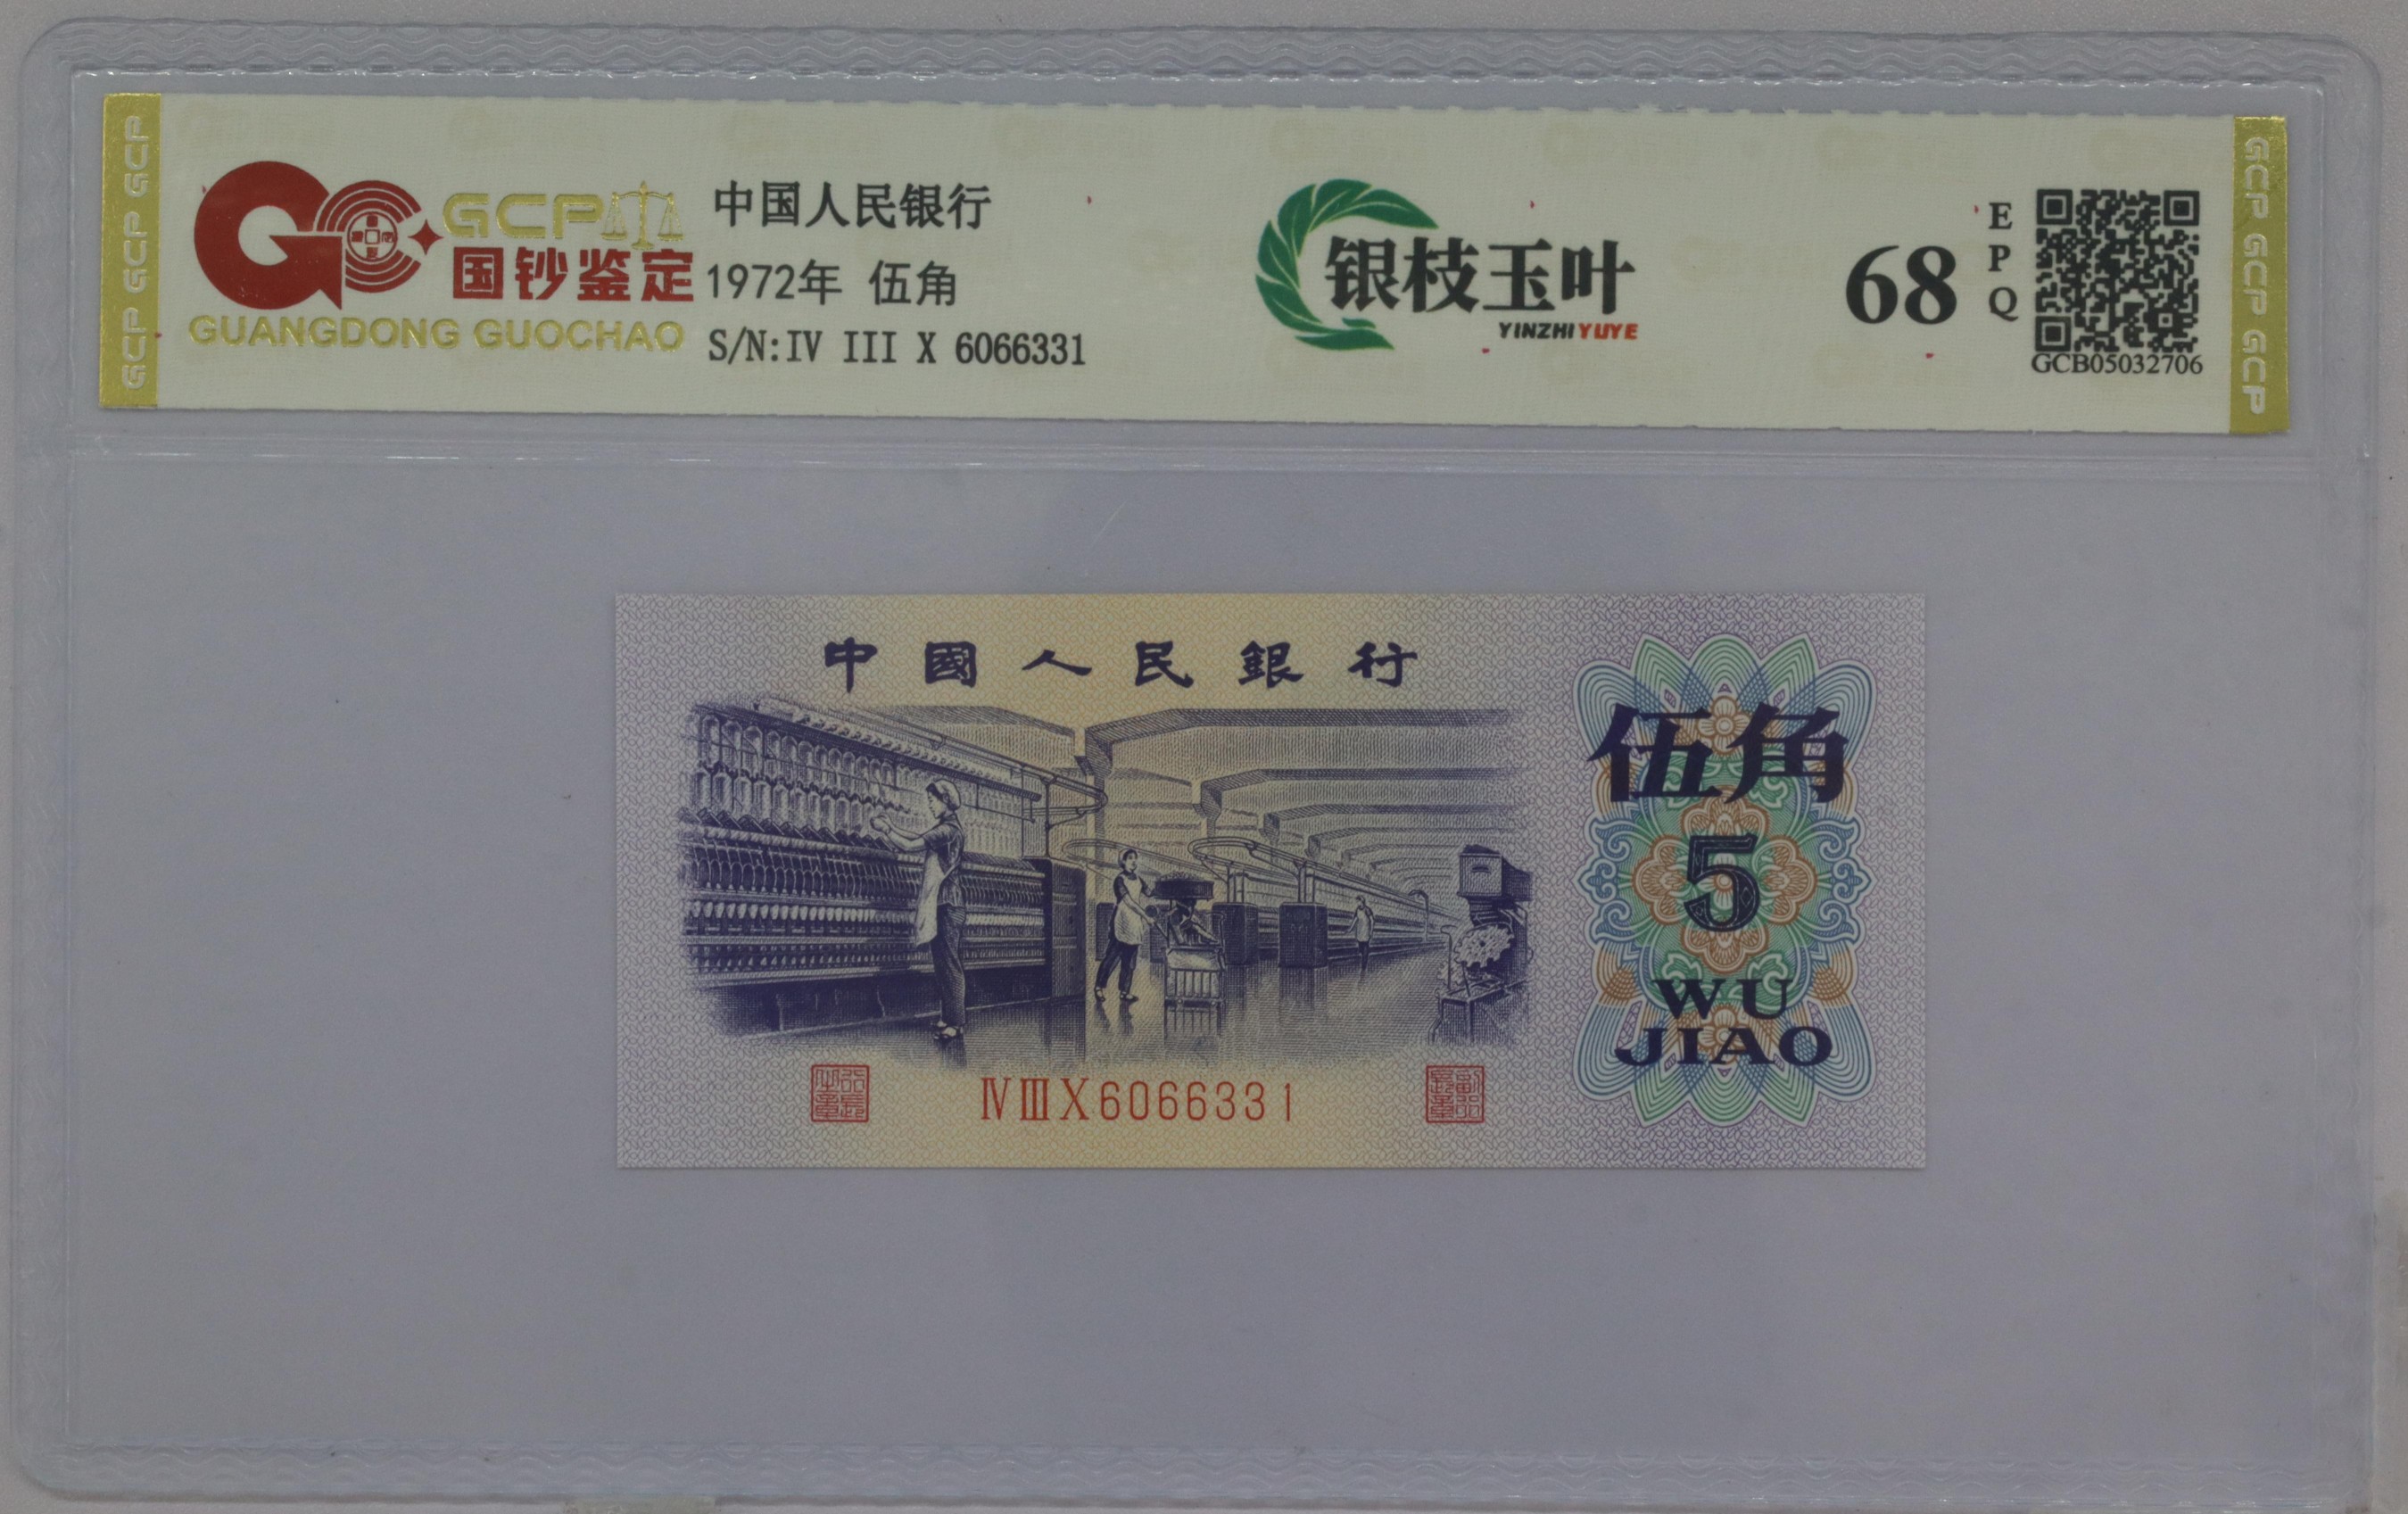 GCP
国钞鉴定
GUANGDONG GUOCHAO
中国人民银行
1972年 伍角
S/N:IV III X 6066331
银枝玉叶
YINZHIYUYE
68
EPQ
GCB05032706
GCP GCP GCP
GCP GCP GCP
中國人民銀行
伍角
5
WU
JIAO
ⅣⅢⅩ6066331